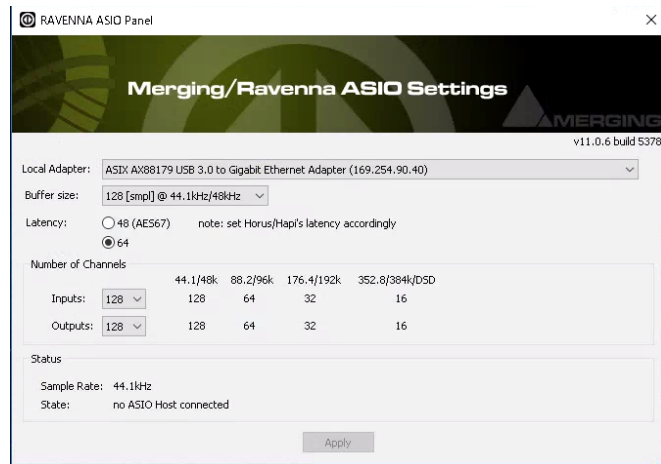 RAVENNA ASIO Panel
Merging/Ravenna ASIO Settings
MERGING
v11.0.6 build 5378
Local Adapter: ASIX AX88179 USB 3.0 to Gigabit Ethernet Adapter (169.254.90.40)
Buffer size: 128 [smpl] @ 44.1kHz/48kHz
Latency: 48 (AES67) note: set Horus/Hapi's latency accordingly
64
Number of Channels
44.1/48k 88.2/96k 176.4/192k 352.8/384k/DSD
Inputs: 128 128 64 32 16
Outputs: 128 128 64 32 16
Status
Sample Rate: 44.1kHz
State: no ASIO Host connected
Apply